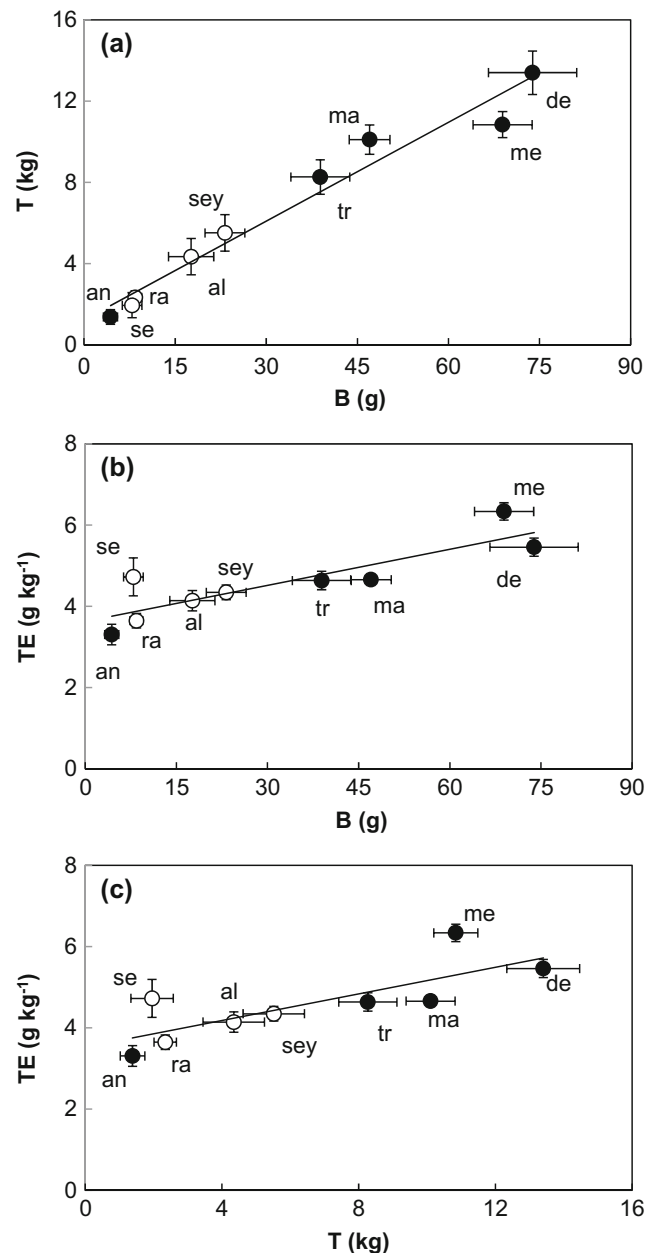 (a)
16
12
8
4
0
T (kg)
an
se
ra
al
sey
tr
ma
me
de
0 15 30 45 60 75 90
B (g)
(b)
8
6
4
2
0
TE (g kg⁻¹)
se
an
ra
al
sey
tr
ma
me
de
0 15 30 45 60 75 90
B (g)
(c)
8
6
4
2
0
TE (g kg⁻¹)
se
an
ra
al
sey
tr
ma
me
de
0 4 8 12 16
T (kg)